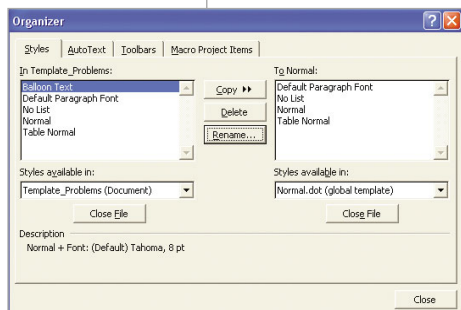 Organizer
Styles AutoText Toolbars Macro Project Items
In Template_Problems:
Balloon Text
Default Paragraph Font
No List
Normal
Table Normal
Copy
Delete
Rename...
To Normal:
Default Paragraph Font
No List
Normal
Table Normal
Styles available in:
Template_Problems (Document)
Close File
Styles available in:
Normal.dot (global template)
Close File
Description
Normal + Font: (Default) Tahoma, 8 pt
Close